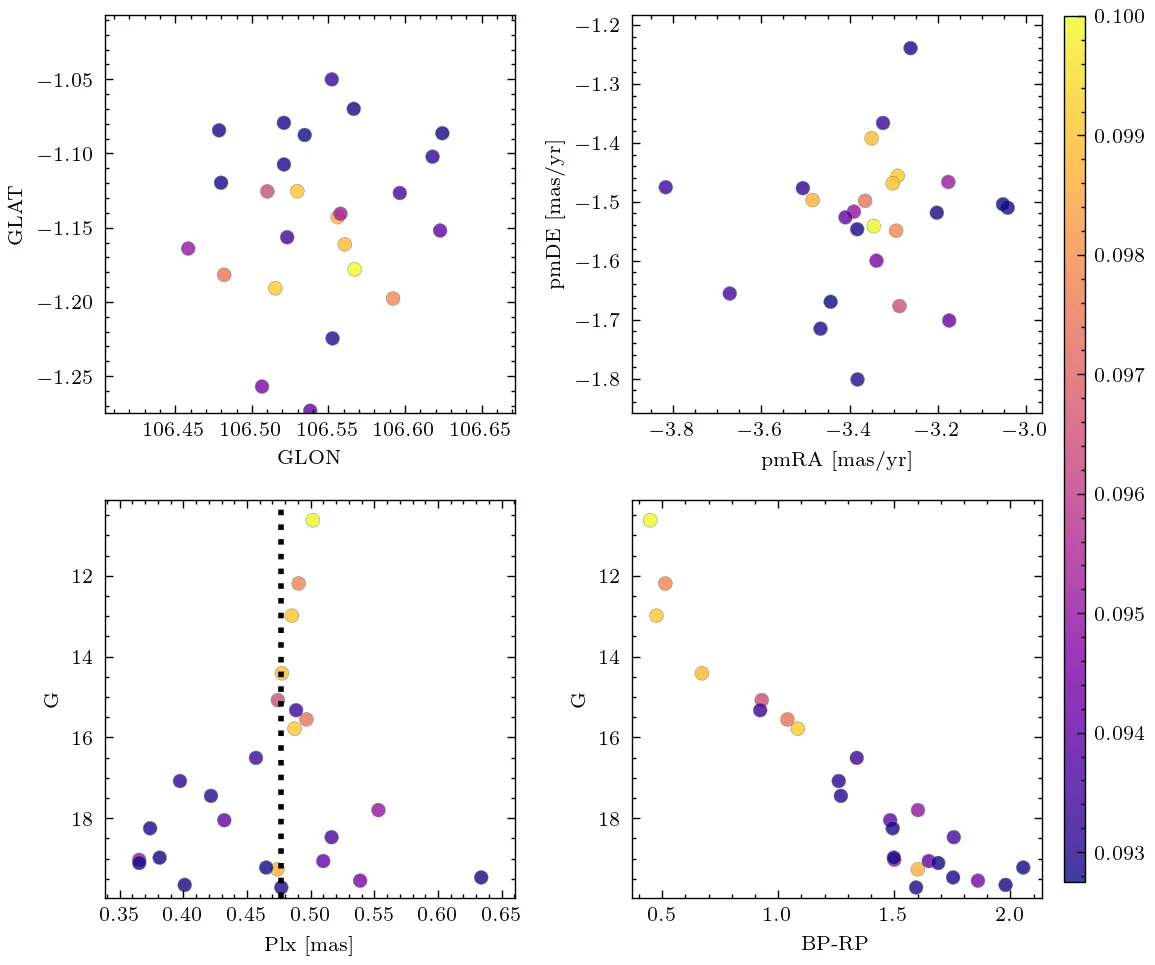 −1.05
−1.10
−1.15
−1.20
−1.25
GLAT
106.45 106.50 106.55 106.60 106.65
GLON
−1.2
−1.3
−1.4
−1.5
−1.6
−1.7
−1.8
pmDE [mas/yr]
−3.8 −3.6 −3.4 −3.2 −3.0
pmRA [mas/yr]
0.100
0.099
0.098
0.097
0.096
0.095
0.094
0.093
12
14
16
18
G
0.35 0.40 0.45 0.50 0.55 0.60 0.65
Plx [mas]
12
14
16
18
G
0.5 1.0 1.5 2.0
BP-RP